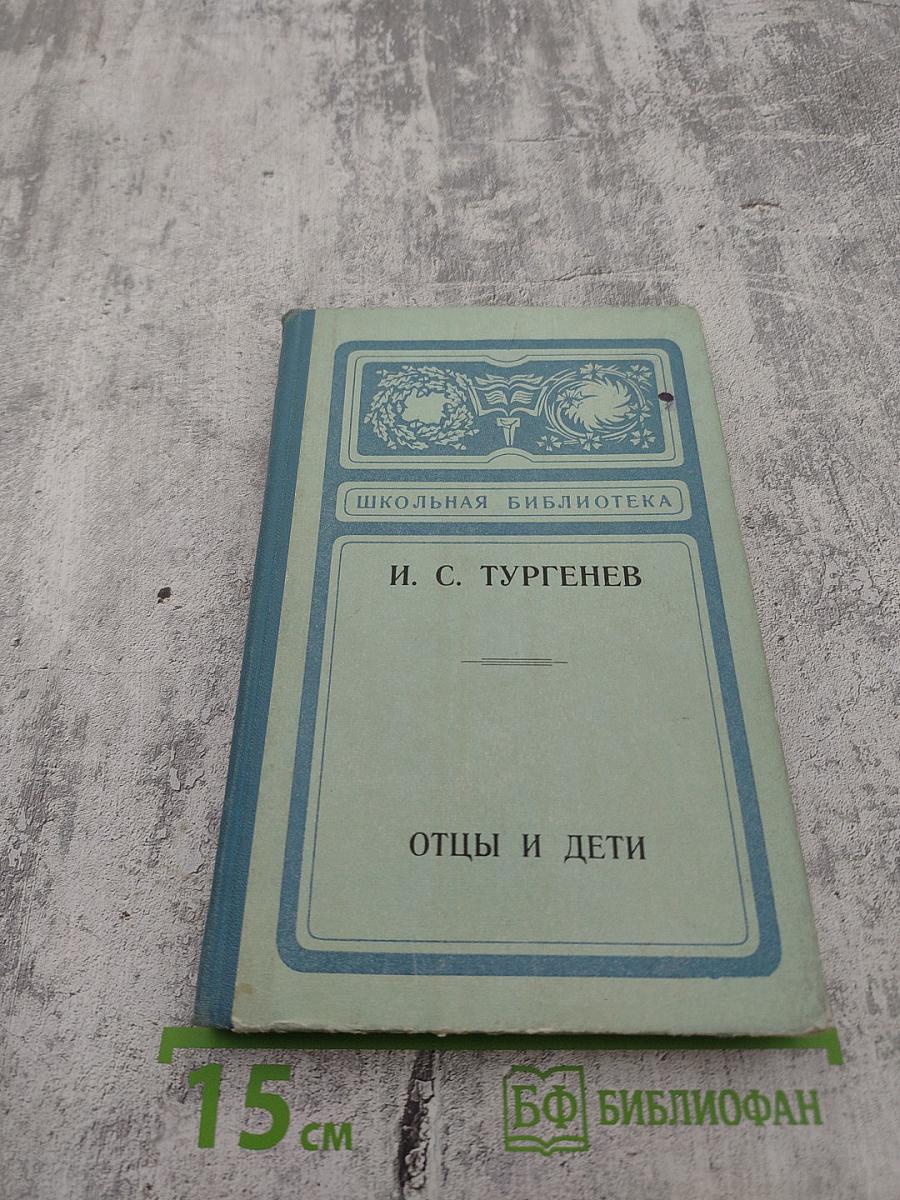 ШКОЛЬНАЯ БИБЛИОТЕКА
И. С. ТУРГЕНЕВ
ОТЦЫ И ДЕТИ
15 см
БФ БИБЛИОФАН